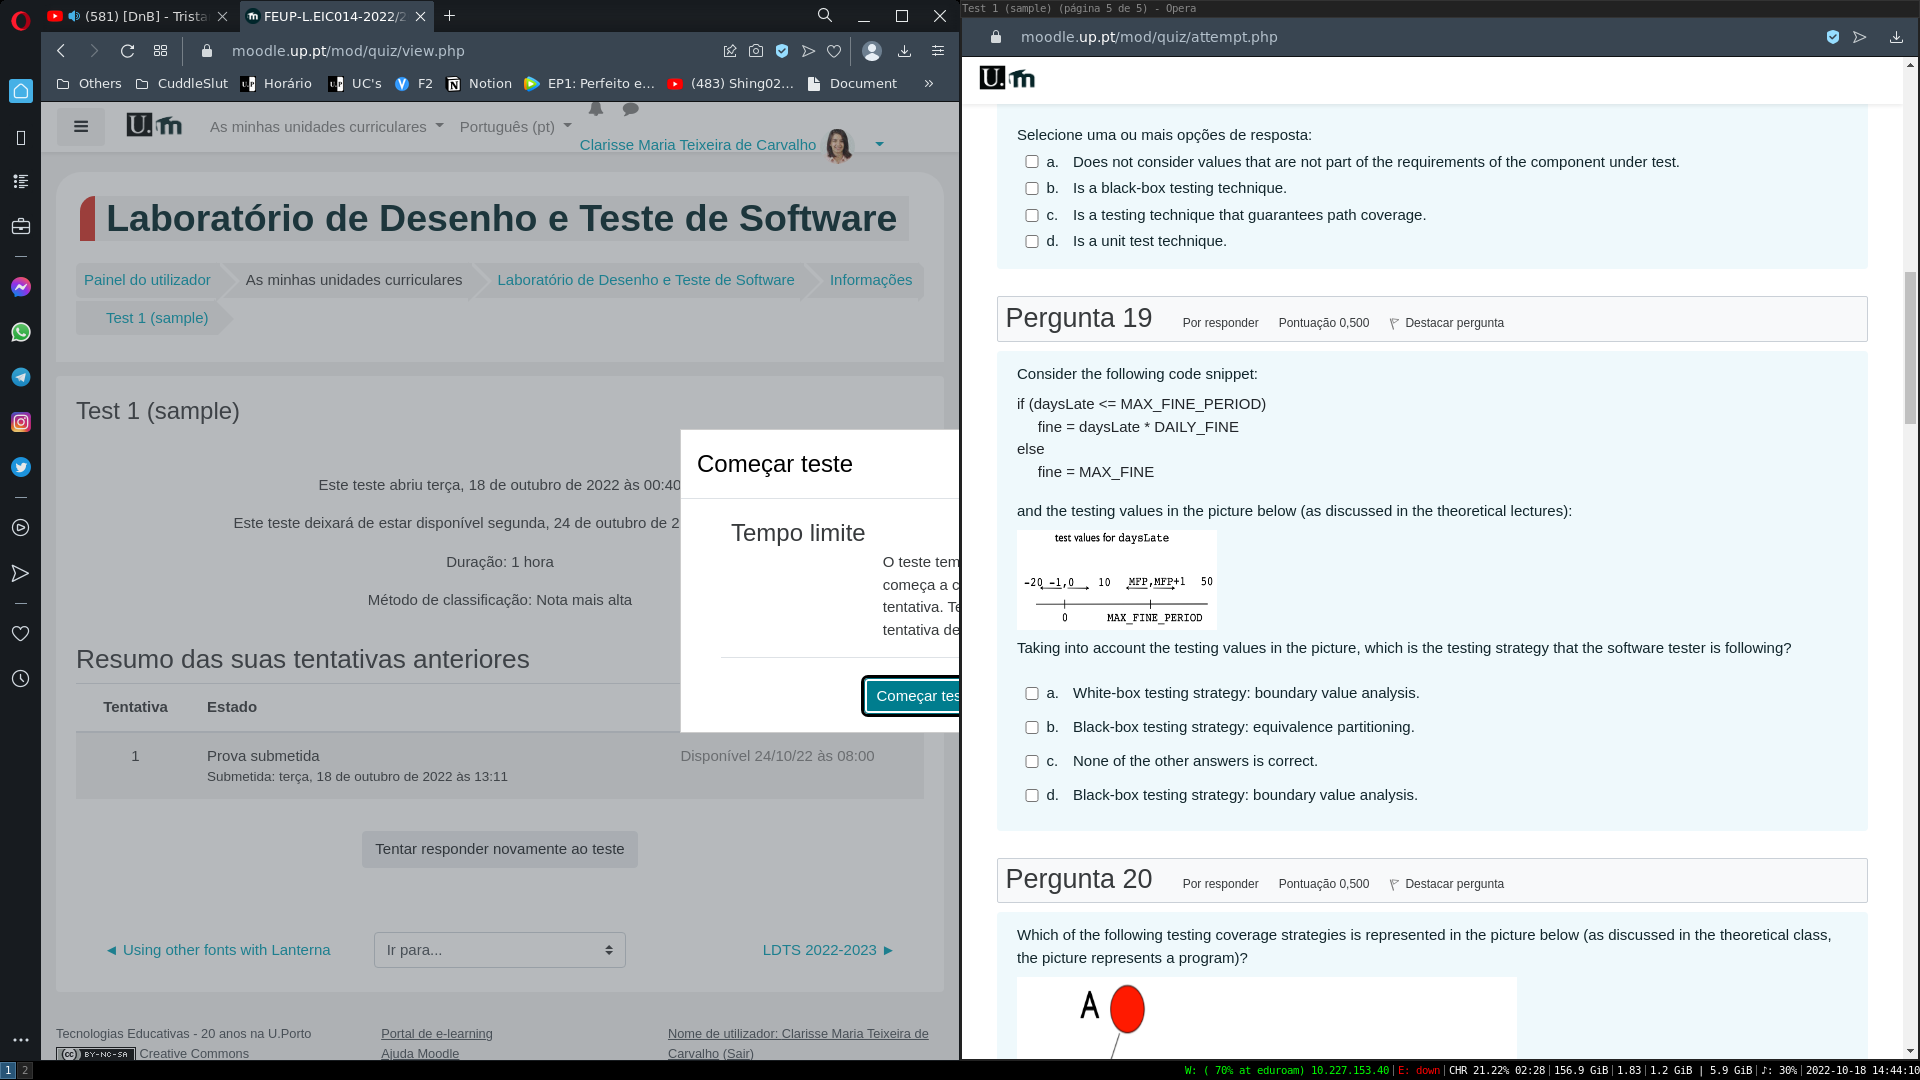 (581) [DnB] - Trista
FEUP-L.EIC014-2022/2
moodle.up.pt/mod/quiz/view.php
Others
CuddleSlut
Horário
UC's
F2
Notion
EP1: Perfeito e…
(483) Shing02…
Document
»
As minhas unidades curriculares
Português (pt)
Clarisse Maria Teixeira de Carvalho
Laboratório de Desenho e Teste de Software
Painel do utilizador
As minhas unidades curriculares
Laboratório de Desenho e Teste de Software
Informações
Test 1 (sample)
Test 1 (sample)
Este teste abriu terça, 18 de outubro de 2022 às 00:40
Este teste deixará de estar disponível segunda, 24 de outubro de 2
Duração: 1 hora
Método de classificação: Nota mais alta
Começar teste
Tempo limite
O teste tem
começa a c
tentativa. Te
tentativa de
Começar tes
Resumo das suas tentativas anteriores
Tentativa Estado
1 Prova submetida Disponível 24/10/22 às 08:00
Submetida: terça, 18 de outubro de 2022 às 13:11
Tentar responder novamente ao teste
◄ Using other fonts with Lanterna
Ir para...
LDTS 2022-2023 ►
Tecnologias Educativas - 20 anos na U.Porto
(cc) BY-NC-SA Creative Commons
Portal de e-learning
Ajuda Moodle
Nome de utilizador: Clarisse Maria Teixeira de
Carvalho (Sair)
Test 1 (sample) (página 5 de 5) - Opera
moodle.up.pt/mod/quiz/attempt.php
Selecione uma ou mais opções de resposta:
a. Does not consider values that are not part of the requirements of the component under test.
b. Is a black-box testing technique.
c. Is a testing technique that guarantees path coverage.
d. Is a unit test technique.
Pergunta 19 Por responder Pontuação 0,500 Destacar pergunta
Consider the following code snippet:
if (daysLate <= MAX_FINE_PERIOD)
fine = daysLate * DAILY_FINE
else
fine = MAX_FINE
and the testing values in the picture below (as discussed in the theoretical lectures):
test values for daysLate
-20 -1,0 10 MFP,MFP+1 50
0 MAX_FINE_PERIOD
Taking into account the testing values in the picture, which is the testing strategy that the software tester is following?
a. White-box testing strategy: boundary value analysis.
b. Black-box testing strategy: equivalence partitioning.
c. None of the other answers is correct.
d. Black-box testing strategy: boundary value analysis.
Pergunta 20 Por responder Pontuação 0,500 Destacar pergunta
Which of the following testing coverage strategies is represented in the picture below (as discussed in the theoretical class,
the picture represents a program)?
A
1 2
W: ( 70% at eduroam) 10.227.153.40|E: down|CHR 21.22% 02:28|156.9 GiB|1.83|1.2 GiB | 5.9 GiB|♪: 30%|2022-10-18 14:44:10